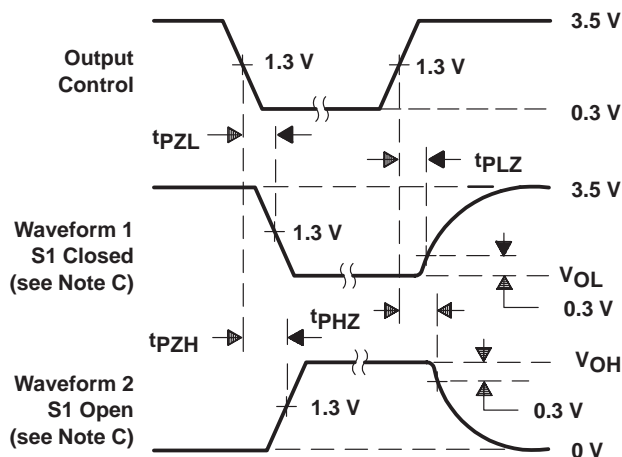 3.5 V
Output
Control
1.3 V
1.3 V
0.3 V
tPZL
tPLZ
3.5 V
Waveform 1
S1 Closed
(see Note C)
1.3 V
VOL
0.3 V
tPZH
tPHZ
VOH
Waveform 2
S1 Open
(see Note C)
1.3 V
0.3 V
0 V